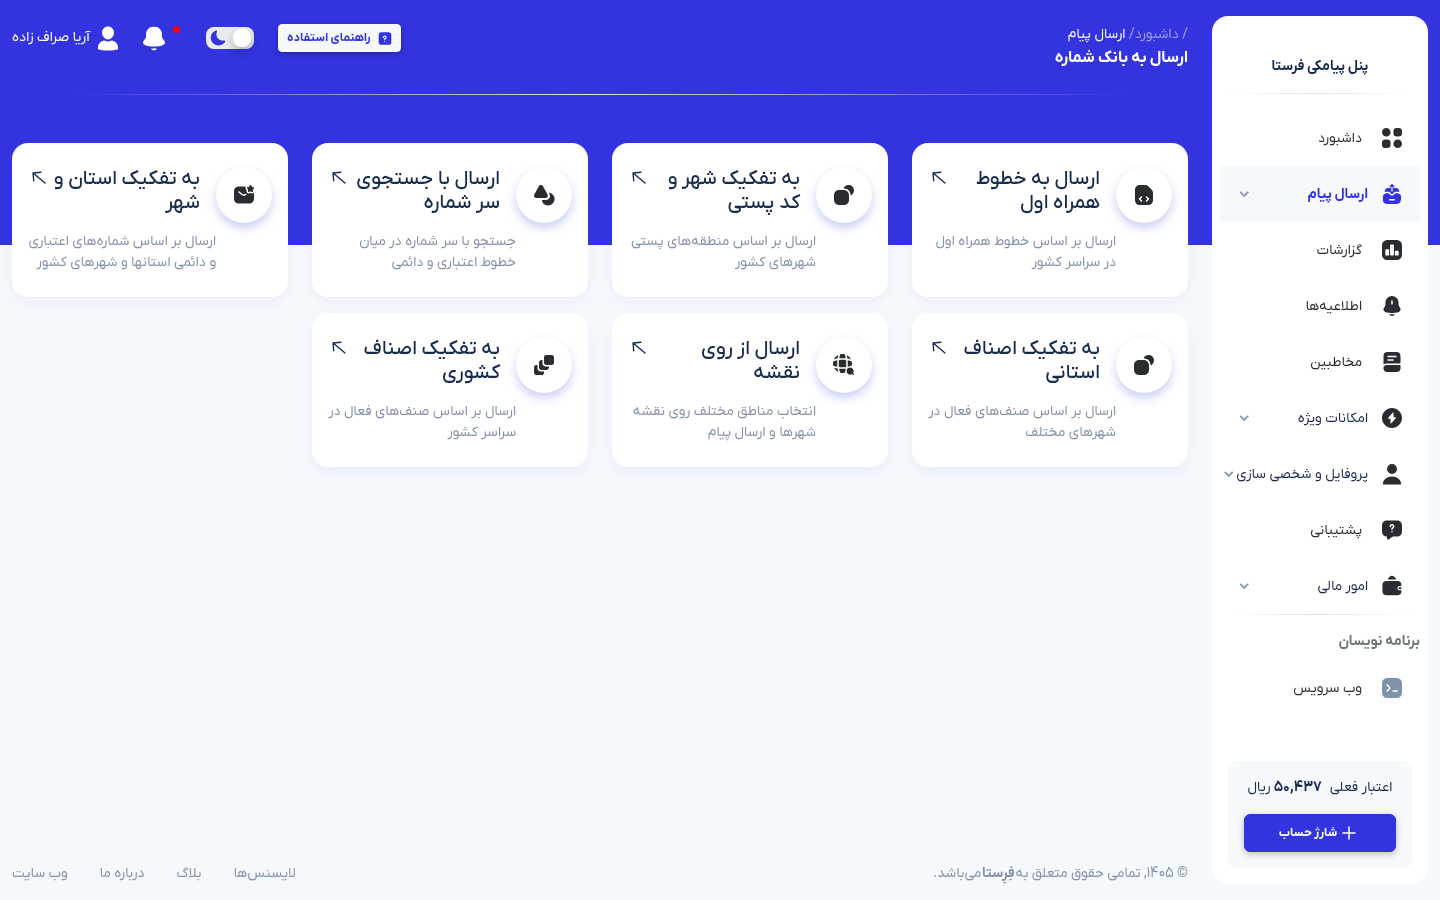 پنل پیامکی فرستا
داشبورد
ارسال پیام
گزارشات
اطلاعیه‌ها
مخاطبین
امکانات ویژه
پروفایل و شخصی سازی
پشتیبانی
امور مالی
برنامه نویسان
وب سرویس
اعتبار فعلی ۵۰,۴۳۷ ریال
شارژ حساب
/ داشبورد/ ارسال پیام
ارسال به بانک شماره
راهنمای استفاده
آریا صراف زاده
ارسال به خطوط
همراه اول
ارسال بر اساس خطوط همراه اول
در سراسر کشور
به تفکیک شهر و
کد پستی
ارسال بر اساس منطقه‌های پستی
شهرهای کشور
ارسال با جستجوی
سر شماره
جستجو با سر شماره در میان
خطوط اعتباری و دائمی
به تفکیک استان و
شهر
ارسال بر اساس شماره‌های اعتباری
و دائمی استانها و شهرهای کشور
به تفکیک اصناف
استانی
ارسال بر اساس صنف‌های فعال در
شهرهای مختلف
ارسال از روی
نقشه
انتخاب مناطق مختلف روی نقشه
شهرها و ارسال پیام
به تفکیک اصناف
کشوری
ارسال بر اساس صنف‌های فعال در
سراسر کشور
© ۱۴۰۵, تمامی حقوق متعلق به فِرِستا می‌باشد.
لایسنس‌ها
بلاگ
درباره ما
وب سایت